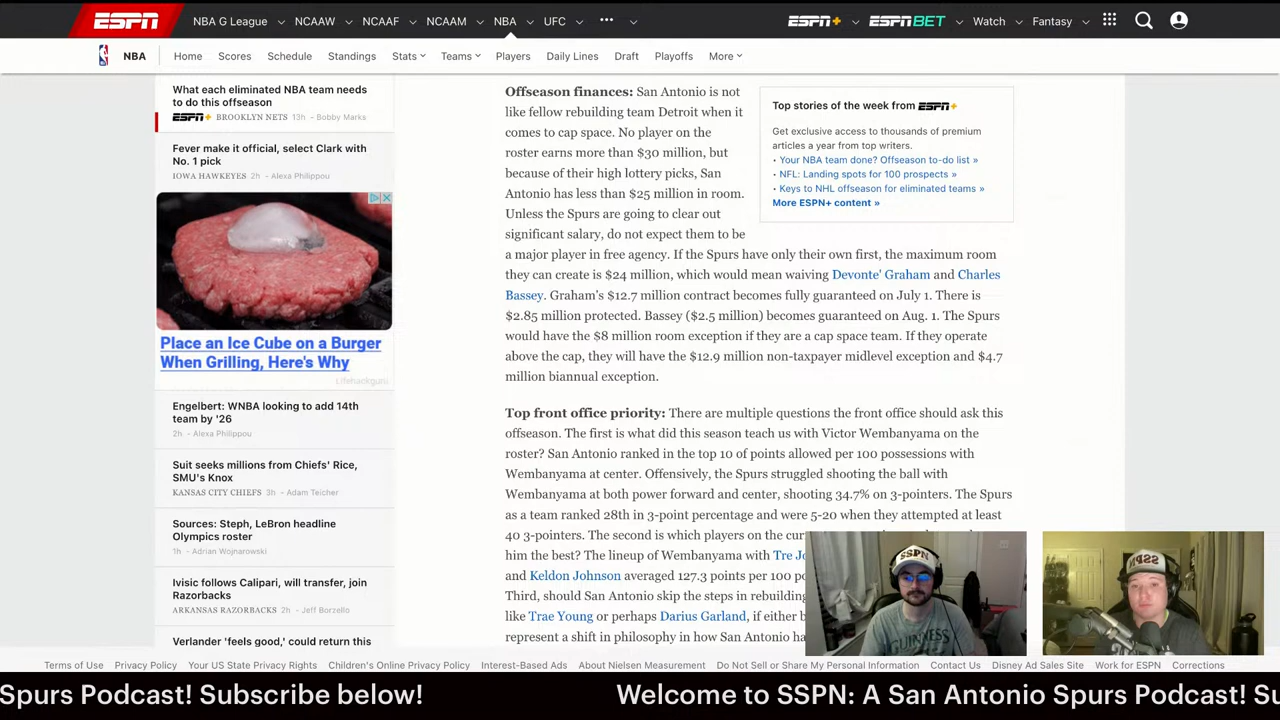 ESPN
NBA G League NCAAW NCAAF NCAAM NBA UFC ••• ESPN+ ESPN BET Watch Fantasy
NBA Home Scores Schedule Standings Stats Teams Players Daily Lines Draft Playoffs More
What each eliminated NBA team needs
to do this offseason
ESPN+ BROOKLYN NETS 13h - Bobby Marks
Fever make it official, select Clark with
No. 1 pick
IOWA HAWKEYES 2h - Alexa Philippou
Place an Ice Cube on a Burger
When Grilling, Here's Why
Lifehackguru
Engelbert: WNBA looking to add 14th
team by '26
2h - Alexa Philippou
Suit seeks millions from Chiefs' Rice,
SMU's Knox
KANSAS CITY CHIEFS 3h - Adam Teicher
Sources: Steph, LeBron headline
Olympics roster
1h - Adrian Wojnarowski
Ivisic follows Calipari, will transfer, join
Razorbacks
ARKANSAS RAZORBACKS 2h - Jeff Borzello
Verlander 'feels good,' could return this
Offseason finances: San Antonio is not
like fellow rebuilding team Detroit when it
comes to cap space. No player on the
roster earns more than $30 million, but
because of their high lottery picks, San
Antonio has less than $25 million in room.
Unless the Spurs are going to clear out
significant salary, do not expect them to be
a major player in free agency. If the Spurs have only their own first, the maximum room
they can create is $24 million, which would mean waiving Devonte' Graham and Charles
Bassey. Graham's $12.7 million contract becomes fully guaranteed on July 1. There is
$2.85 million protected. Bassey ($2.5 million) becomes guaranteed on Aug. 1. The Spurs
would have the $8 million room exception if they are a cap space team. If they operate
above the cap, they will have the $12.9 million non-taxpayer midlevel exception and $4.7
million biannual exception.
Top front office priority: There are multiple questions the front office should ask this
offseason. The first is what did this season teach us with Victor Wembanyama on the
roster? San Antonio ranked in the top 10 of points allowed per 100 possessions with
Wembanyama at center. Offensively, the Spurs struggled shooting the ball with
Wembanyama at both power forward and center, shooting 34.7% on 3-pointers. The Spurs
as a team ranked 28th in 3-point percentage and were 5-20 when they attempted at least
40 3-pointers. The second is which players on the cur
him the best? The lineup of Wembanyama with Tre Jo
and Keldon Johnson averaged 127.3 points per 100 po
Third, should San Antonio skip the steps in rebuilding
like Trae Young or perhaps Darius Garland, if either b
represent a shift in philosophy in how San Antonio ha
Top stories of the week from ESPN+
Get exclusive access to thousands of premium
articles a year from top writers.
• Your NBA team done? Offseason to-do list »
• NFL: Landing spots for 100 prospects »
• Keys to NHL offseason for eliminated teams »
More ESPN+ content »
SSPN
GUINNESS
Terms of Use Privacy Policy Your US State Privacy Rights Children's Online Privacy Policy Interest-Based Ads About Nielsen Measurement Do Not Sell or Share My Personal Information Contact Us Disney Ad Sales Site Work for ESPN Corrections
Spurs Podcast! Subscribe below! Welcome to SSPN: A San Antonio Spurs Podcast! Su